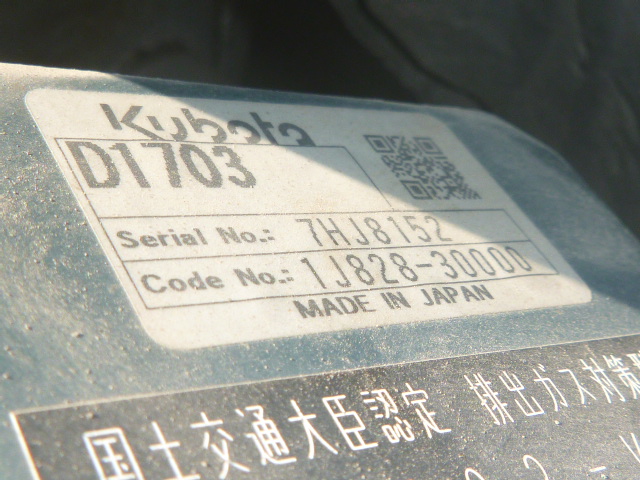 Kubota
D1703
Serial No.: 7HJ8152
Code No.: 1J828-30000
MADE IN JAPAN
国土交通大臣認定 排出ガス対策